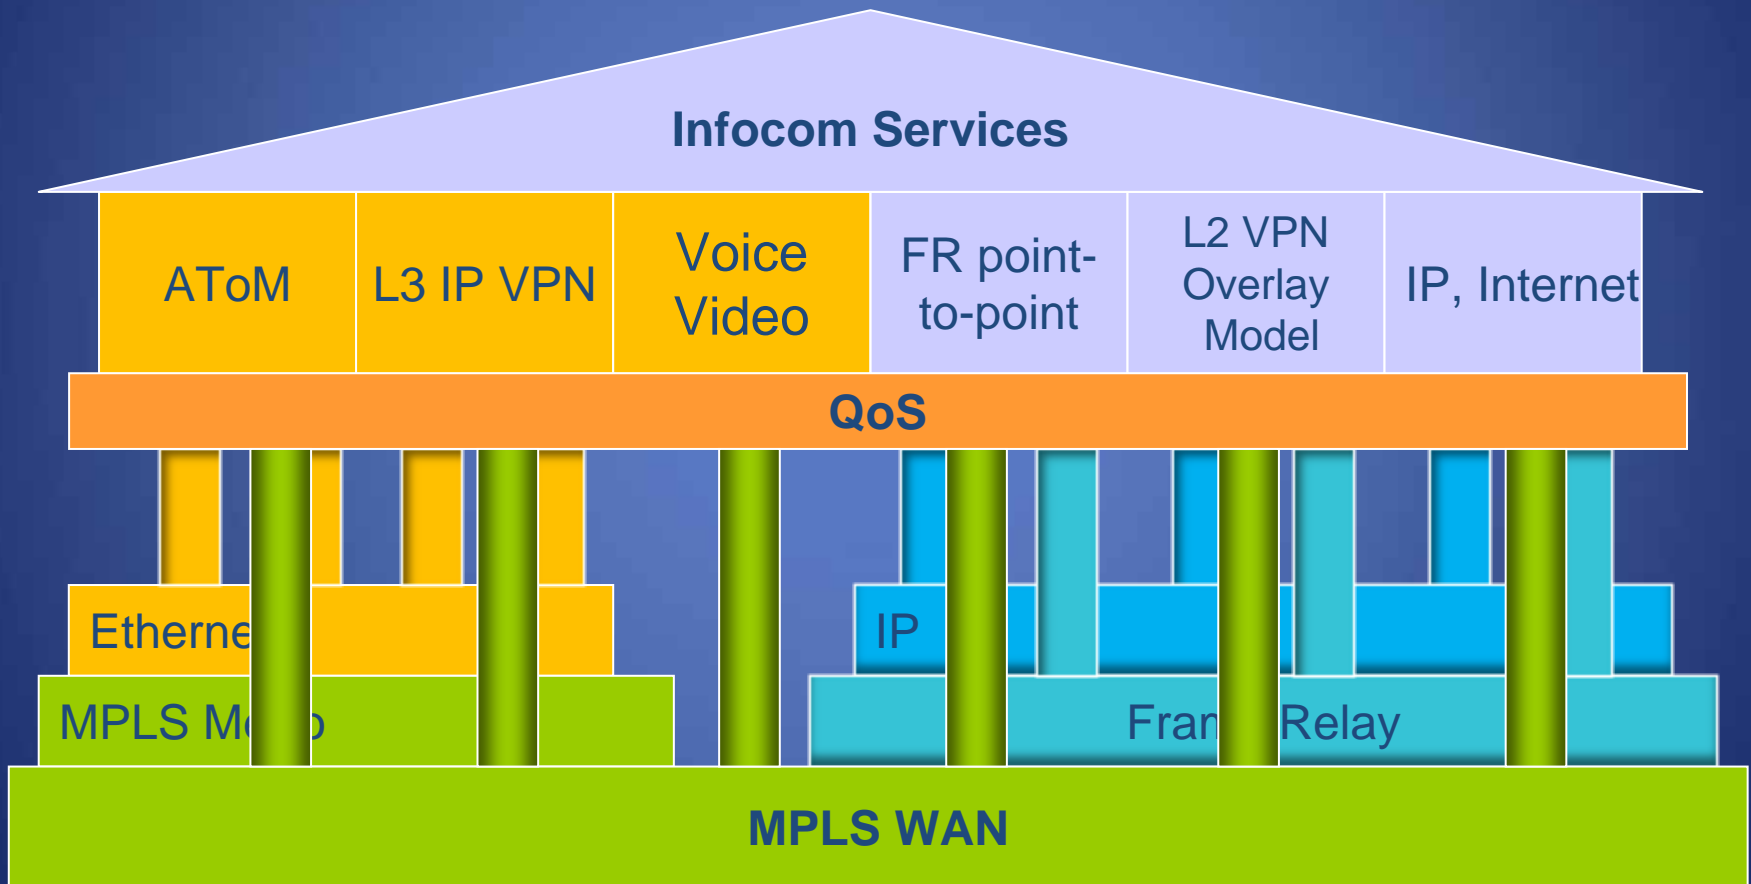 Infocom Services
AToM
L3 IP VPN
Voice
Video
FR point-
to-point
L2 VPN
Overlay
Model
IP, Internet
QoS
IP
Relay
MPLS
MPLS WAN